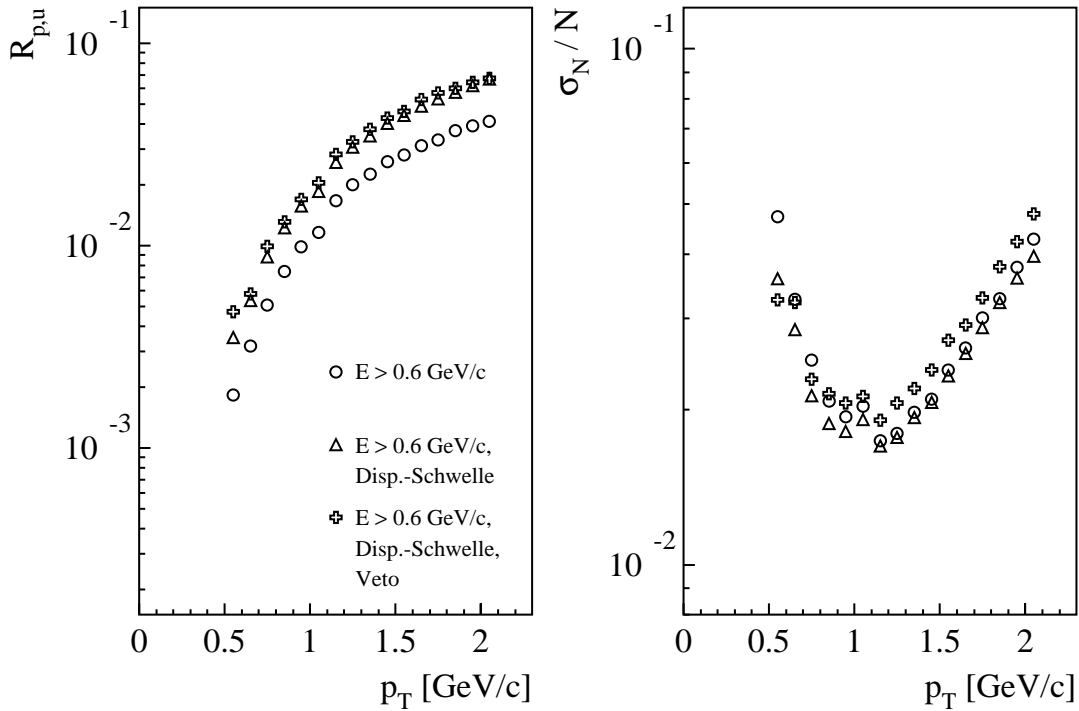 R_p,u
10^-1
10^-2
10^-3
E > 0.6 GeV/c
E > 0.6 GeV/c,
Disp.-Schwelle
E > 0.6 GeV/c,
Disp.-Schwelle,
Veto
0 0.5 1 1.5 2
p_T [GeV/c]
σ_N / N
10^-1
10^-2
0 0.5 1 1.5 2
p_T [GeV/c]